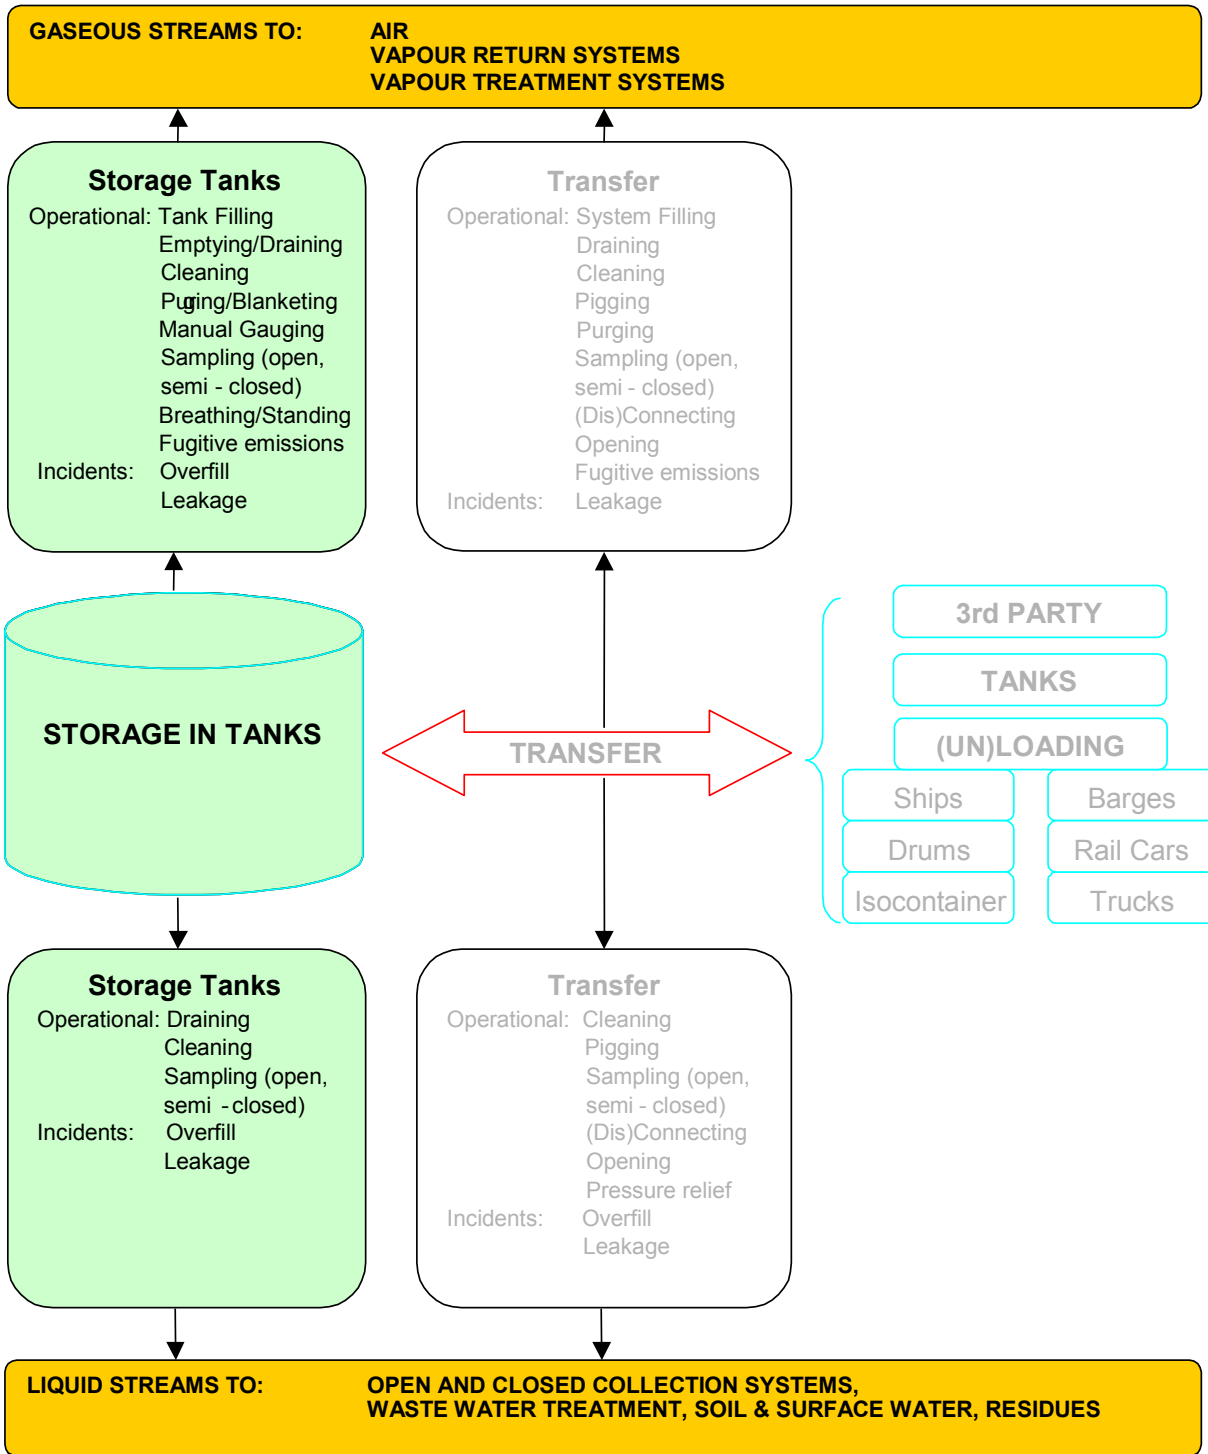 GASEOUS STREAMS TO: AIR
VAPOUR RETURN SYSTEMS
VAPOUR TREATMENT SYSTEMS
Storage Tanks
Operational: Tank Filling
Emptying/Draining
Cleaning
Purging/Blanketing
Manual Gauging
Sampling (open,
semi - closed)
Breathing/Standing
Fugitive emissions
Incidents: Overfill
Leakage
Transfer
Operational: System Filling
Draining
Cleaning
Pigging
Purging
Sampling (open,
semi - closed)
(Dis)Connecting
Opening
Fugitive emissions
Incidents: Leakage
STORAGE IN TANKS
TRANSFER
3rd PARTY
TANKS
(UN)LOADING
Ships Barges
Drums Rail Cars
Isocontainer Trucks
Storage Tanks
Operational: Draining
Cleaning
Sampling (open,
semi - closed)
Incidents: Overfill
Leakage
Transfer
Operational: Cleaning
Pigging
Sampling (open,
semi - closed)
(Dis)Connecting
Opening
Pressure relief
Incidents: Overfill
Leakage
LIQUID STREAMS TO: OPEN AND CLOSED COLLECTION SYSTEMS,
WASTE WATER TREATMENT, SOIL & SURFACE WATER, RESIDUES